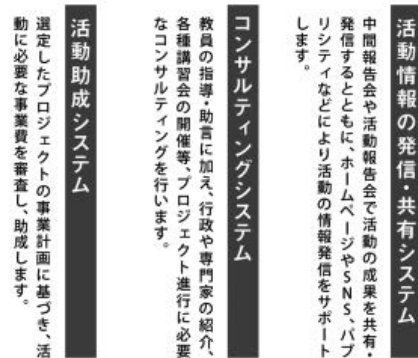 活動情報の発信・共有システム
中間報告会や活動報告会で活動の成果を共有
発信するとともに、ホームページやSNS、パブ
リシティなどにより活動の情報発信をサポート
します。
コンサルティングシステム
教員の指導・助言に加え、行政や専門家の紹介、
各種講習会の開催等、プロジェクト進行に必要
なコンサルティングを行います。
活動助成システム
選定したプロジェクトの事業計画に基づき、活
動に必要な事業費を審査し、助成します。